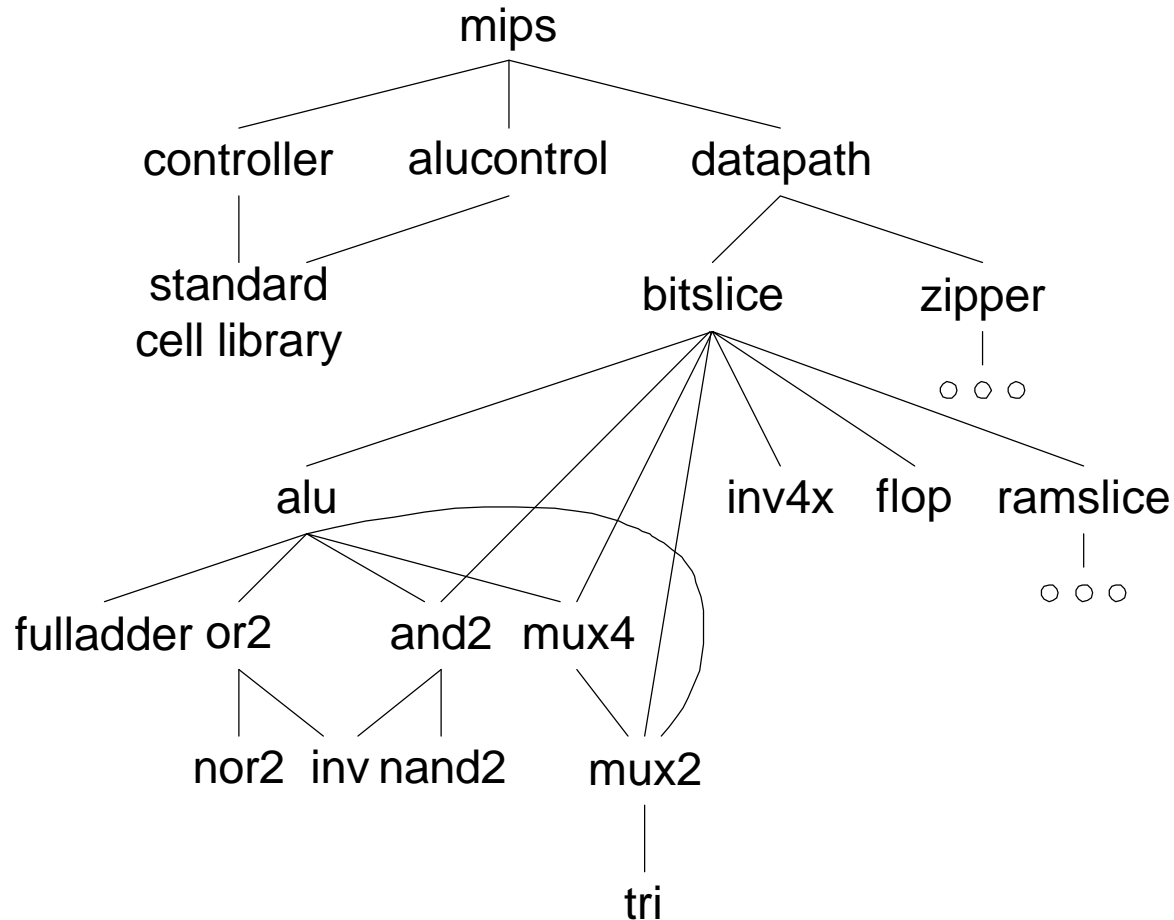 mips
controller alucontrol datapath
standard
cell library
bitslice zipper
alu inv4x flop ramslice
fulladder or2 and2 mux4
nor2 inv nand2 mux2
tri